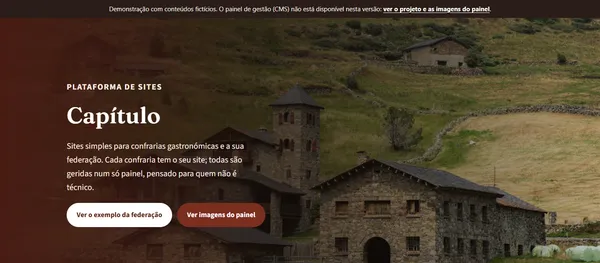 Demonstração com conteúdos fictícios. O painel de gestão (CMS) não está disponível nesta versão: ver o projeto e as imagens do painel.
PLATAFORMA DE SITES
Capítulo
Sites simples para confrarias gastronómicas e a sua
federação. Cada confraria tem o seu site; todas são
geridas num só painel, pensado para quem não é
técnico.
Ver o exemplo da federação
Ver imagens do painel